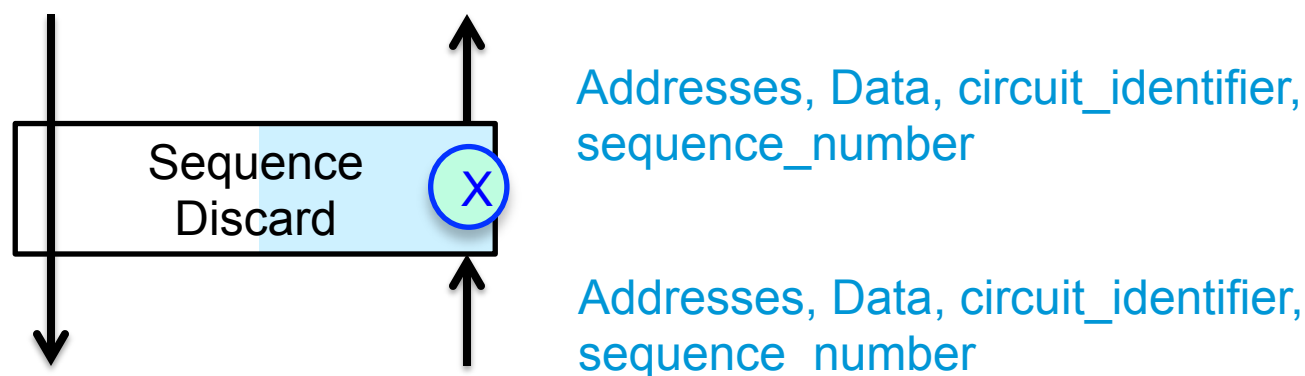 Addresses, Data, circuit_identifier,
sequence_number
Sequence
Discard
X
Addresses, Data, circuit_identifier,
sequence_number